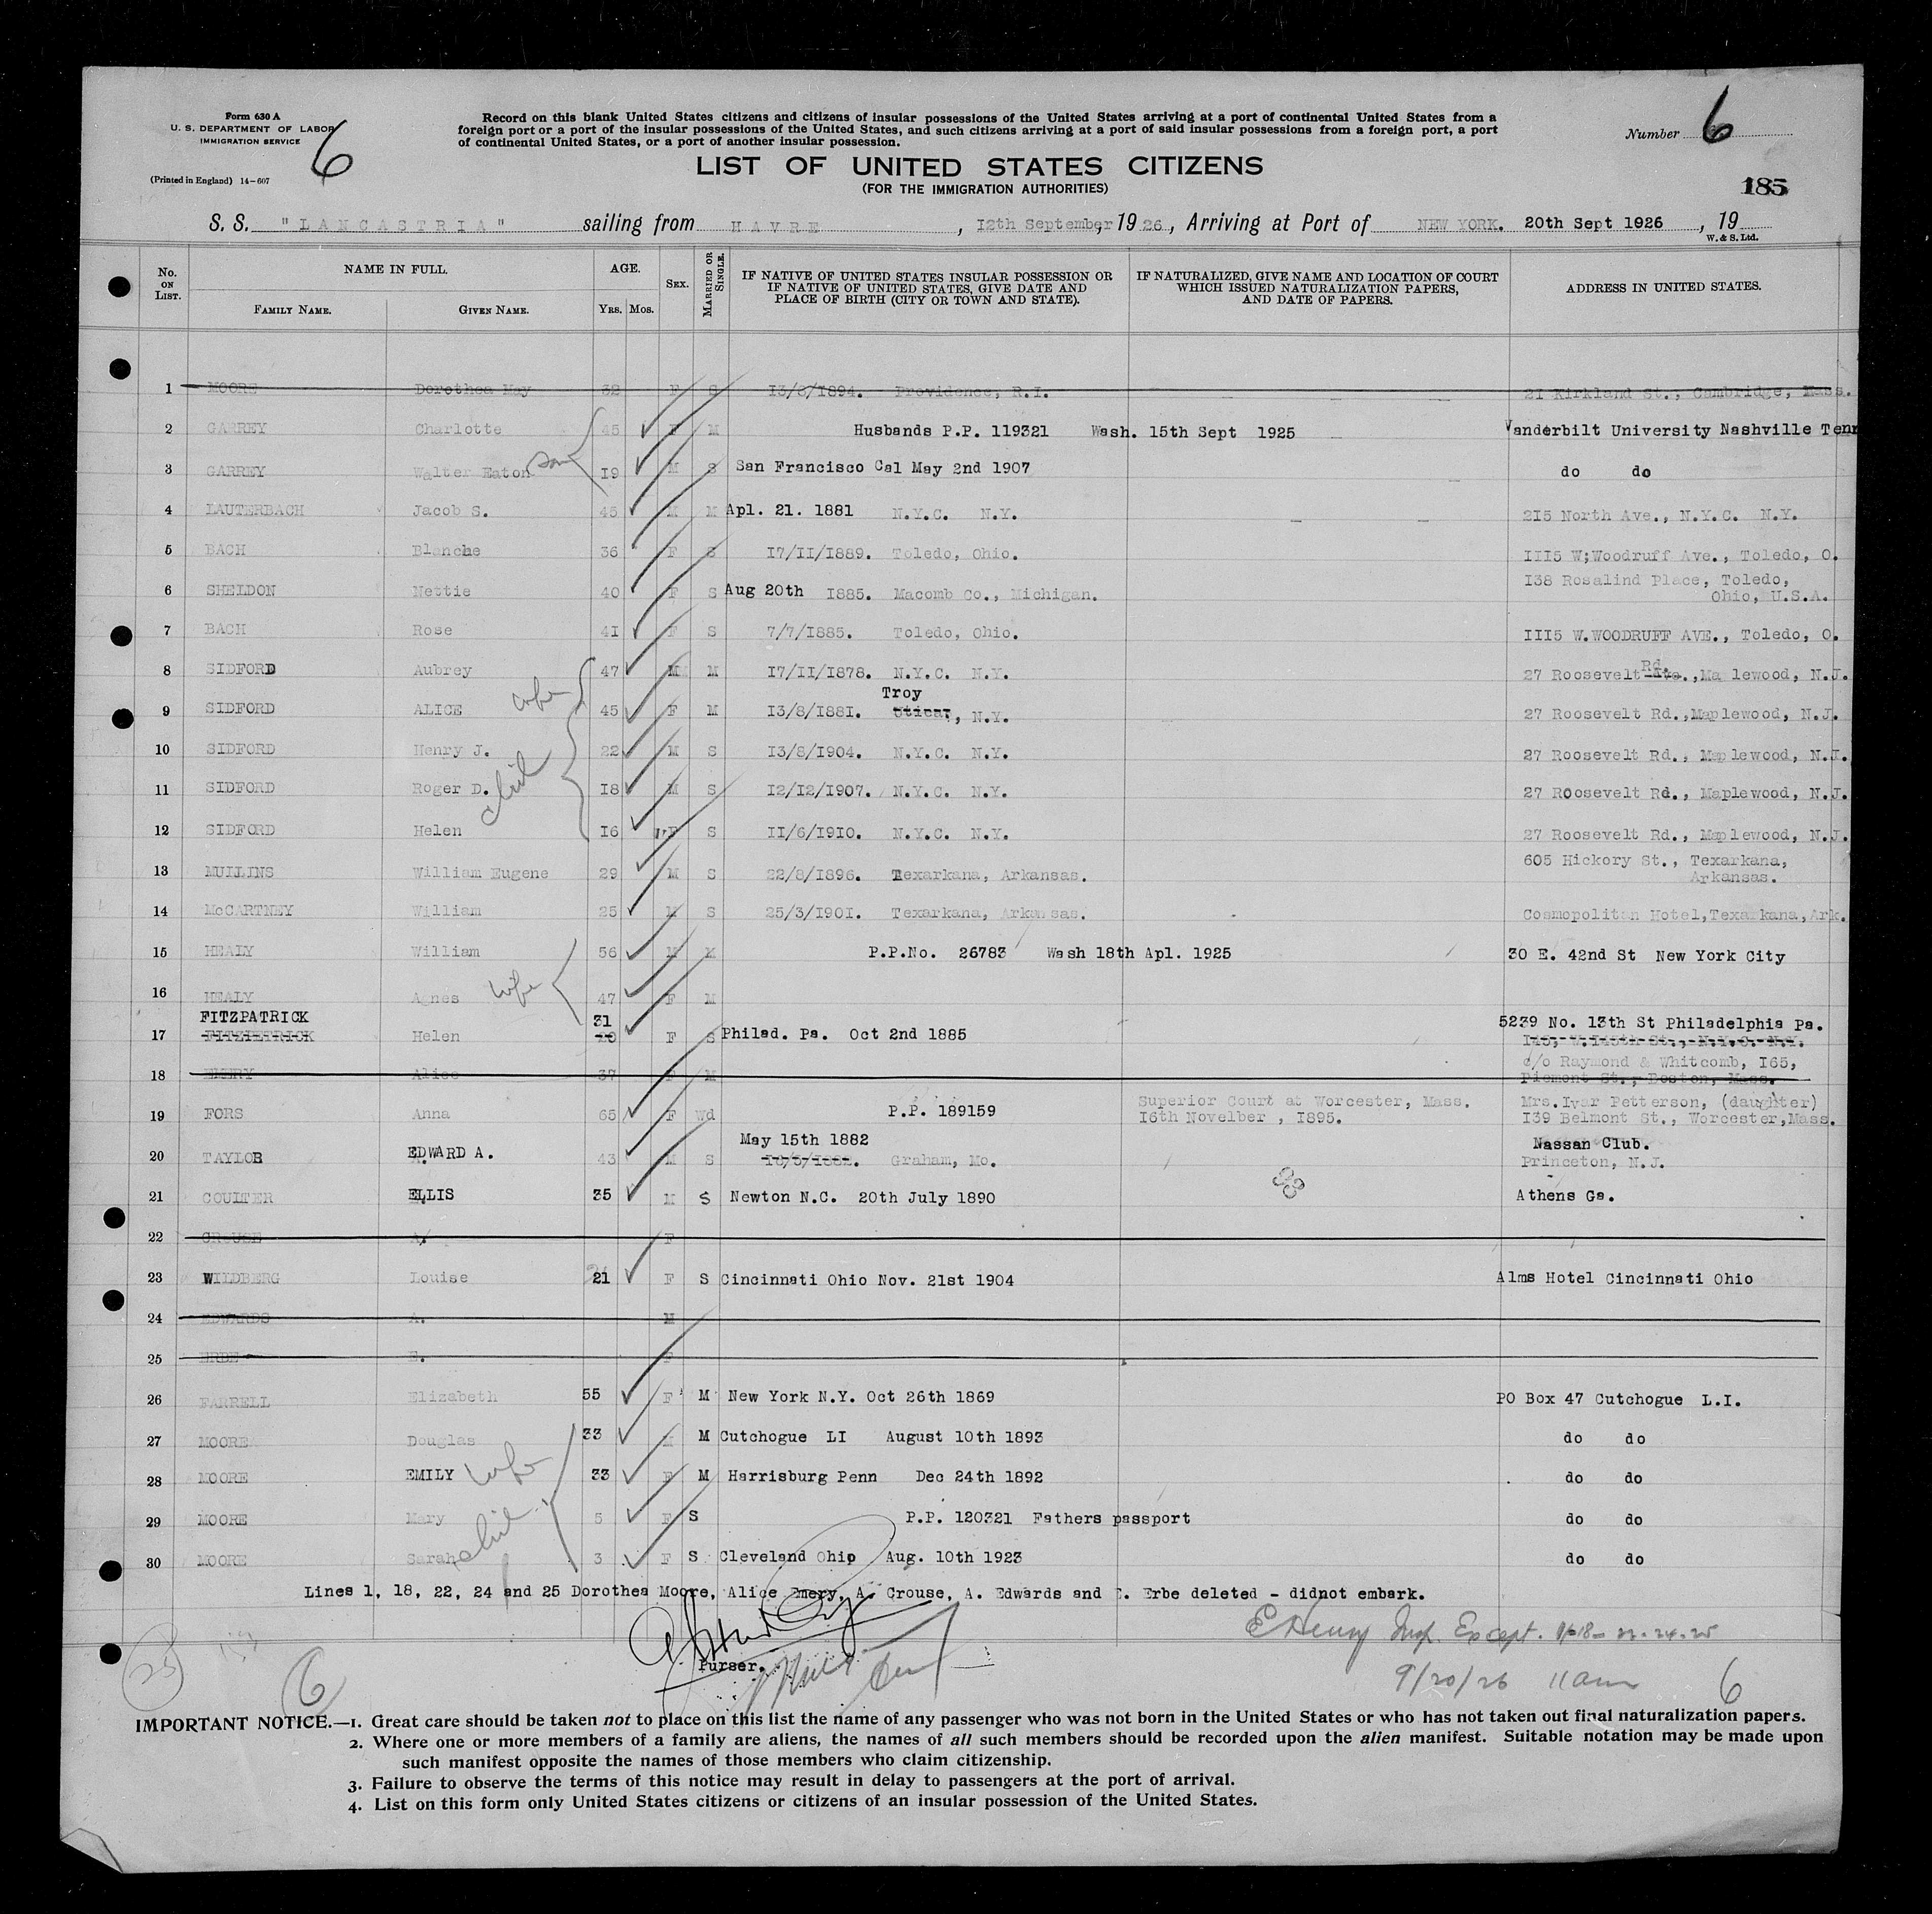 Form 630 A
U. S. DEPARTMENT OF LABOR
IMMIGRATION SERVICE
6
(Printed in England) 14-607
Record on this blank United States citizens and citizens of insular possessions of the United States arriving at a port of continental United States from a
foreign port or a port of the insular possessions of the United States, and such citizens arriving at a port of said insular possessions from a foreign port, a port
of continental United States, or a port of another insular possession.
Number 6
LIST OF UNITED STATES CITIZENS
(FOR THE IMMIGRATION AUTHORITIES)
185
S. S. "LANCASTRIA" sailing from HAVRE, 12th September, 1926, Arriving at Port of NEW YORK. 20th Sept 1926, 19
W. & S. Ltd.
No. ON LIST. NAME IN FULL. FAMILY NAME. GIVEN NAME. AGE. YRS. MOS. SEX. MARRIED OR SINGLE. IF NATIVE OF UNITED STATES INSULAR POSSESSION OR IF NATIVE OF UNITED STATES, GIVE DATE AND PLACE OF BIRTH (CITY OR TOWN AND STATE). IF NATURALIZED, GIVE NAME AND LOCATION OF COURT WHICH ISSUED NATURALIZATION PAPERS, AND DATE OF PAPERS. ADDRESS IN UNITED STATES.
1 MOORE Dorothea May 32 F S 13/8/1894. Providence, R.I. 21 Kirkland St., Cambridge, Mass.
2 GARREY Charlotte 45 F M Husbands P.P. 119321 Wash. 15th Sept 1925 Vanderbilt University Nashville Tenn
3 GARREY Walter Eaton son 19 M S San Francisco Cal May 2nd 1907 do do
4 LAUTERBACH Jacob S. 45 M M Apl. 21. 1881 N.Y.C. N.Y. 215 North Ave., N.Y.C. N.Y.
5 BACH Blanche 36 F S 17/11/1889. Toledo, Ohio. 1115 W;Woodruff Ave., Toledo, O.
6 SHELDON Nettie 40 F S Aug 20th 1885. Macomb Co., Michigan. 138 Rosalind Place, Toledo,
Ohio, U.S.A.
7 BACH Rose 41 F S 7/7/1885. Toledo, Ohio. 1115 W.WOODRUFF AVE., Toledo, O.
8 SIDFORD Aubrey 47 M M 17/11/1878. N.Y.C. N.Y. 27 Roosevelt Ave. Rd., Ma lewood, N.J.
Troy
9 SIDFORD ALICE wife 45 F M 13/8/1881. Utica, N.Y. 27 Roosevelt Rd.,Maplewood, N.J.
10 SIDFORD Henry J. 22 M S 13/8/1904. N.Y.C. N.Y. 27 Roosevelt Rd., Maplewood, N.J.
11 SIDFORD Roger D. child 18 M S 12/12/1907. N.Y.C. N.Y. 27 Roosevelt Rd., Maplewood, N.J.
12 SIDFORD Helen 16 F S 11/6/1910. N.Y.C. N.Y. 27 Roosevelt Rd., Maplewood, N.J.
13 MULLINS William Eugene 29 M S 22/8/1896. Texarkana, Arkansas. 605 Hickory St., Texarkana,
Arkansas.
14 McCARTNEY William 25 M S 25/3/1901. Texarkana, Arkansas. Cosmopolitan Hotel,Texarkana,Ark.
15 HEALY William 56 M M P.P.No. 26783 Wash 18th Apl. 1925 30 E. 42nd St New York City
16 HEALY Agnes wife 47 F M
FITZPATRICK 31 5239 No. 13th St Philadelphia Pa.
17 FITZPETRICK Helen F S Philad. Pa. Oct 2nd 1885
c/o Raymond & Whitcomb, 165,
18 EMERY Alice 37 F M Piemont St., Boston, Mass.
19 FORS Anna 65 F Wd P.P. 189159 Superior Court at Worcester, Mass. Mrs.Ivar Petterson, (daughter)
16th Novelber , 1895. 139 Belmont St., Worcester,Mass.
May 15th 1882 Nassan Club.
20 TAYLOR EDWARD A. 43 M S Graham, Mo. Princeton, N.J.
21 COULTER ELLIS 35 M S Newton N.C. 20th July 1890 Athens Ga.
22 CROUSE A. F
23 WILDBERG Louise 21 F S Cincinnati Ohio Nov. 21st 1904 Alms Hotel Cincinnati Ohio
24 EDWARDS A. M
25 ERBE E. F
26 FARRELL Elizabeth 55 F M New York N.Y. Oct 26th 1869 PO Box 47 Cutchogue L.I.
27 MOORE Douglas 33 M Cutchogue LI August 10th 1893 do do
28 MOORE EMILY wife 33 F M Harrisburg Penn Dec 24th 1892 do do
29 MOORE Mary 5 F S P.P. 120321 Fathers passport do do
30 MOORE Sarah child 3 F S Cleveland Ohio Aug. 10th 1923 do do
Lines 1, 18, 22, 24 and 25 Dorothea Moore, Alice Emery, A. Crouse, A. Edwards and E. Erbe deleted - didnot embark.
E Henry Insp. Except. 1-18-22-24-25
Purser.
9/20/26 11am 6
25 6
IMPORTANT NOTICE.—1. Great care should be taken not to place on this list the name of any passenger who was not born in the United States or who has not taken out final naturalization papers.
2. Where one or more members of a family are aliens, the names of all such members should be recorded upon the alien manifest. Suitable notation may be made upon
such manifest opposite the names of those members who claim citizenship.
3. Failure to observe the terms of this notice may result in delay to passengers at the port of arrival.
4. List on this form only United States citizens or citizens of an insular possession of the United States.